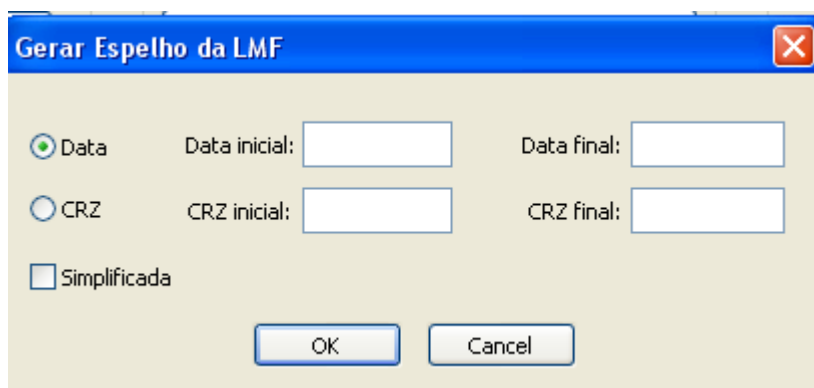 Gerar Espelho da LMF
Data Data inicial: Data final:
CRZ CRZ inicial: CRZ final:
Simplificada
OK Cancel